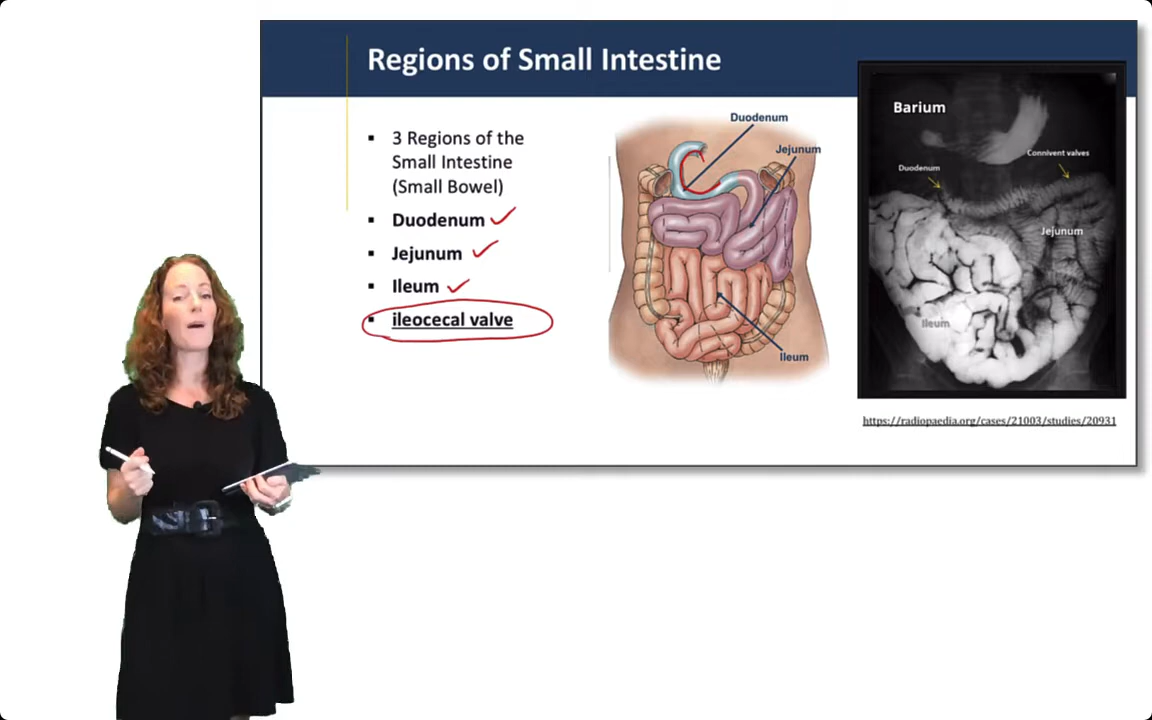 Regions of Small Intestine
3 Regions of the
Small Intestine
(Small Bowel)
Duodenum
Jejunum
Ileum
ileocecal valve
Duodenum
Jejunum
Ileum
Barium
Connivent valves
Duodenum
Jejunum
Ileum
https://radiopaedia.org/cases/21003/studies/20931